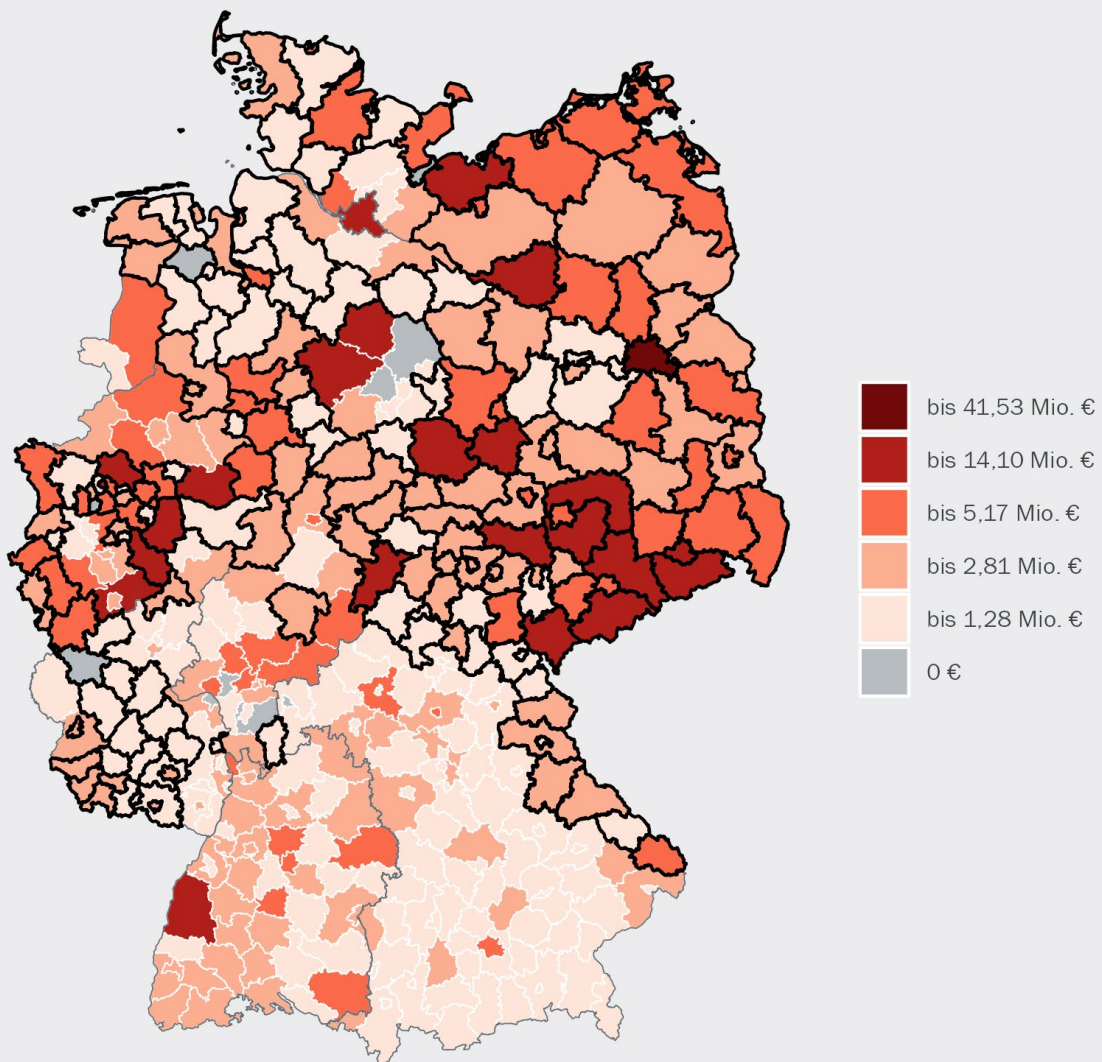 bis 41,53 Mio. €
bis 14,10 Mio. €
bis 5,17 Mio. €
bis 2,81 Mio. €
bis 1,28 Mio. €
0 €